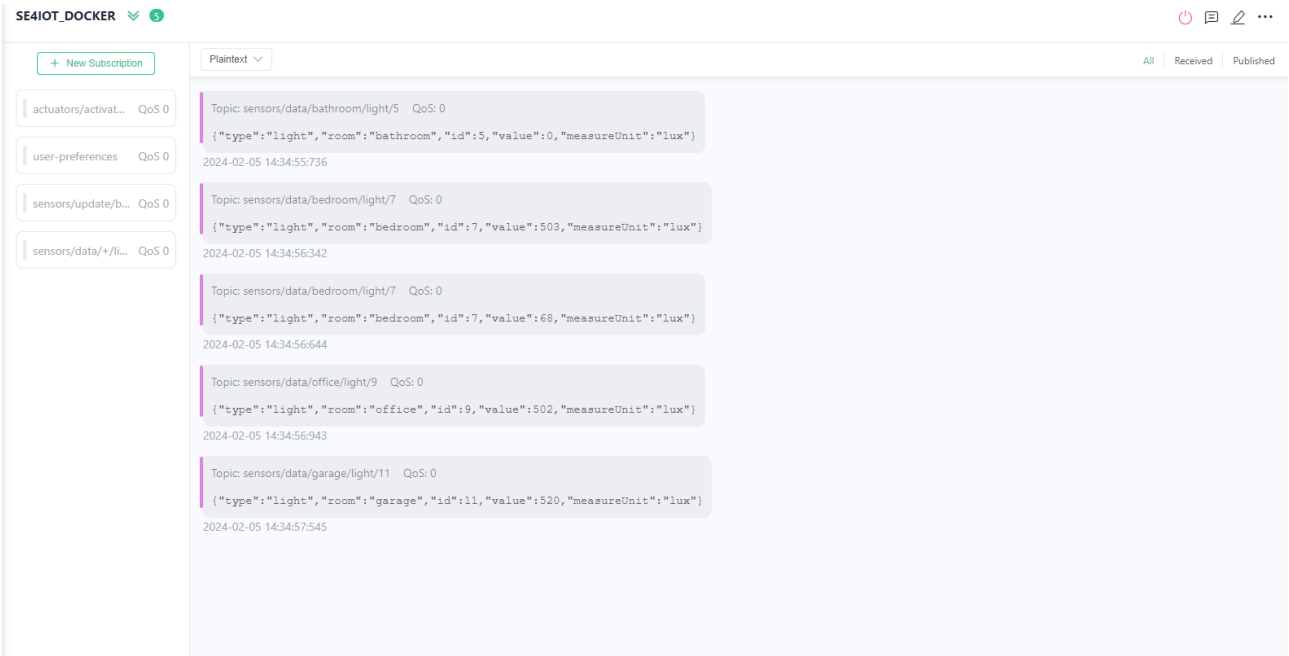 SE4IOT_DOCKER 5
+ New Subscription
actuators/activat... QoS 0
user-preferences QoS 0
sensors/update/b... QoS 0
sensors/data/+/li... QoS 0
Plaintext
All Received Published
Topic: sensors/data/bathroom/light/5 QoS: 0
{"type":"light","room":"bathroom","id":5,"value":0,"measureUnit":"lux"}
2024-02-05 14:34:55:736
Topic: sensors/data/bedroom/light/7 QoS: 0
{"type":"light","room":"bedroom","id":7,"value":503,"measureUnit":"lux"}
2024-02-05 14:34:56:342
Topic: sensors/data/bedroom/light/7 QoS: 0
{"type":"light","room":"bedroom","id":7,"value":68,"measureUnit":"lux"}
2024-02-05 14:34:56:644
Topic: sensors/data/office/light/9 QoS: 0
{"type":"light","room":"office","id":9,"value":502,"measureUnit":"lux"}
2024-02-05 14:34:56:943
Topic: sensors/data/garage/light/11 QoS: 0
{"type":"light","room":"garage","id":11,"value":520,"measureUnit":"lux"}
2024-02-05 14:34:57:545